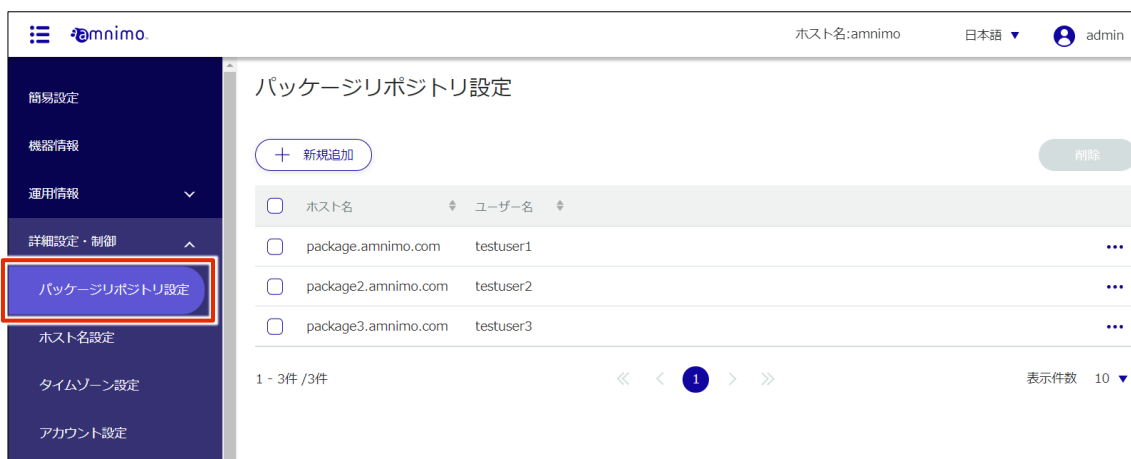 amnimo.
ホスト名:amnimo
日本語 ▼
admin
簡易設定
機器情報
運用情報
詳細設定・制御
パッケージリポジトリ設定
ホスト名設定
タイムゾーン設定
アカウント設定
パッケージリポジトリ設定
＋ 新規追加
削除
ホスト名 ユーザー名
package.amnimo.com testuser1
package2.amnimo.com testuser2
package3.amnimo.com testuser3
1 - 3件 /3件
1
表示件数 10 ▼